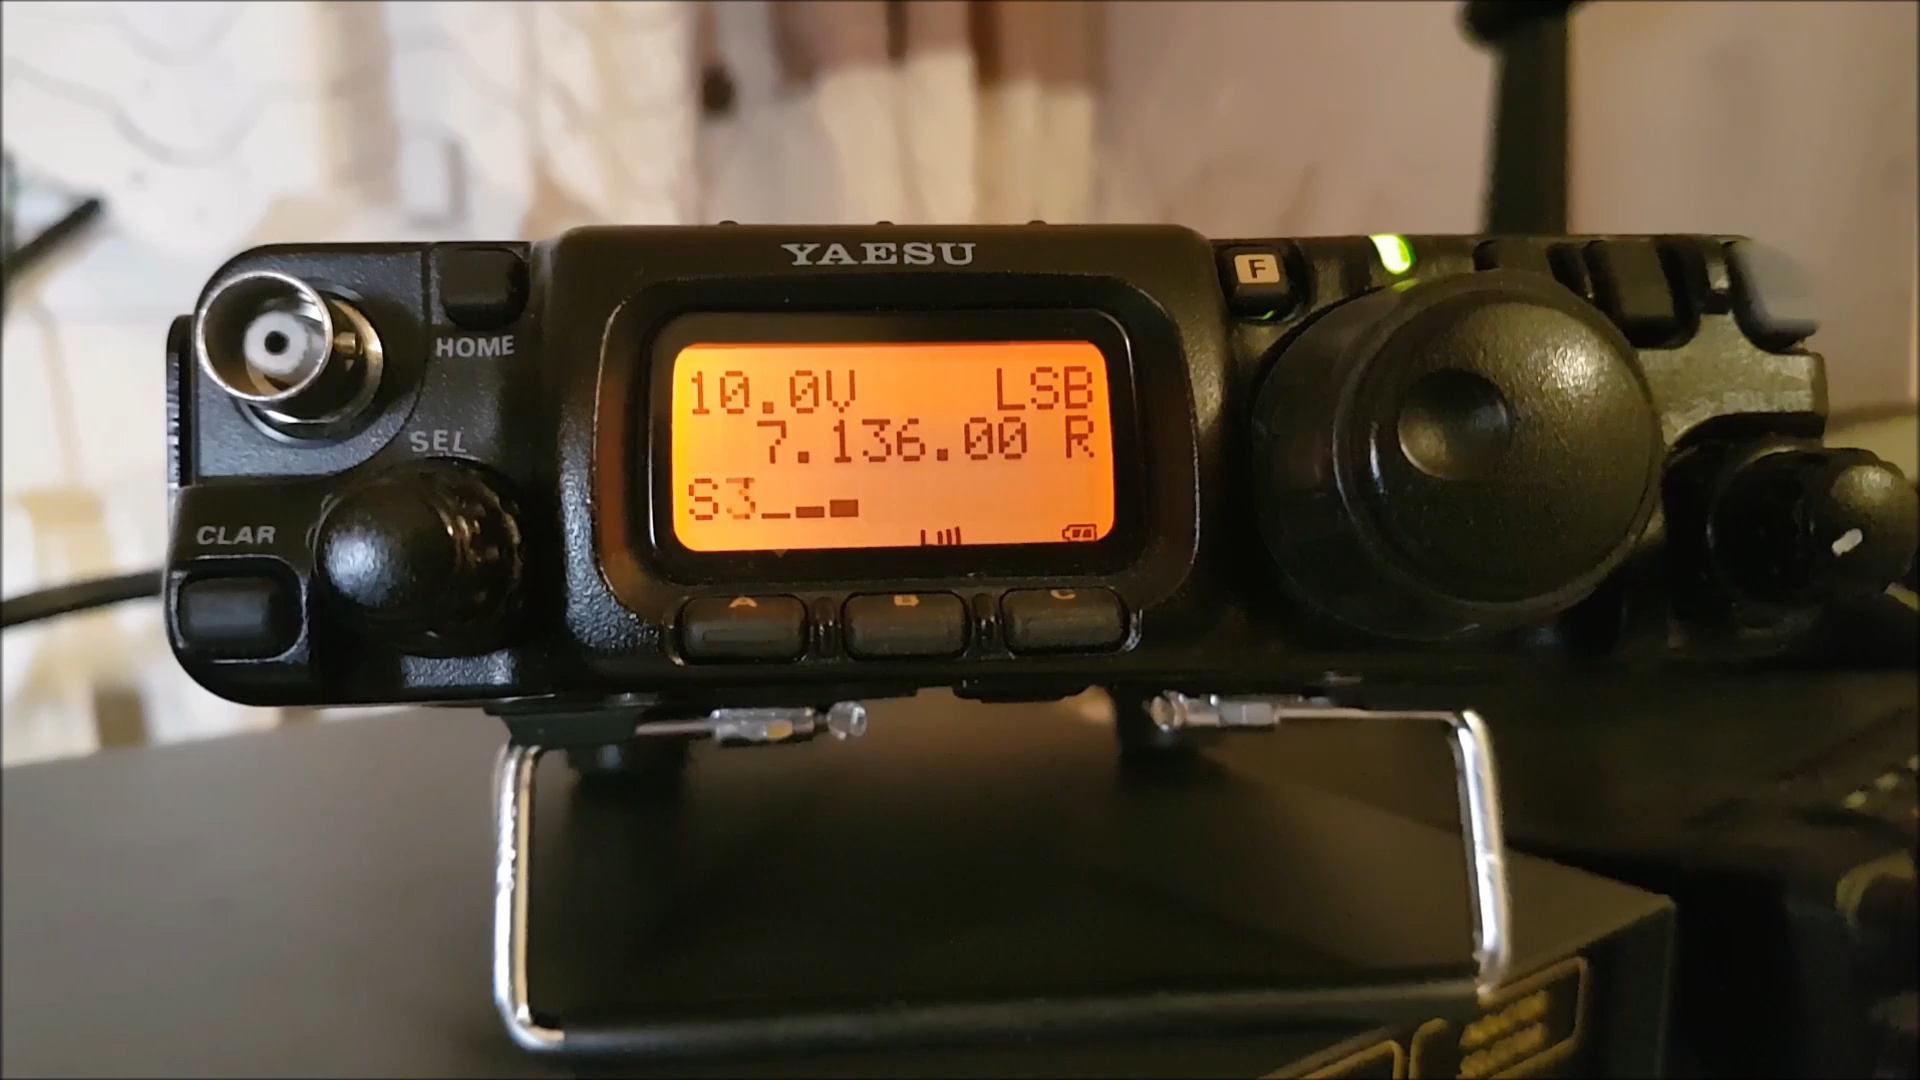 YAESU
F
HOME
10.0V LSB
7.136.00 R
S3
SEL
CLAR
A B C